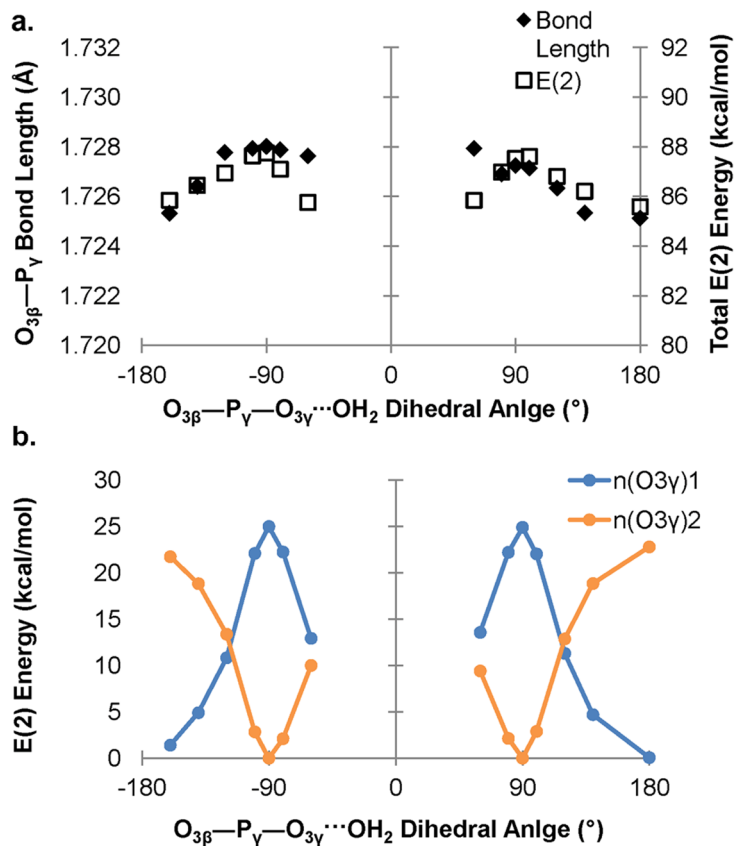 a.
Bond Length
E(2)
1.732
1.730
1.728
1.726
1.724
1.722
1.720
O3β—Pγ Bond Length (Å)
92
90
88
86
84
82
80
Total E(2) Energy (kcal/mol)
-180
-90
0
90
180
O3β—Pγ—O3γ···OH2 Dihedral Anlge (°)
b.
n(O3γ)1
n(O3γ)2
30
25
20
15
10
5
0
E(2) Energy (kcal/mol)
-180
-90
0
90
180
O3β—Pγ—O3γ···OH2 Dihedral Anlge (°)